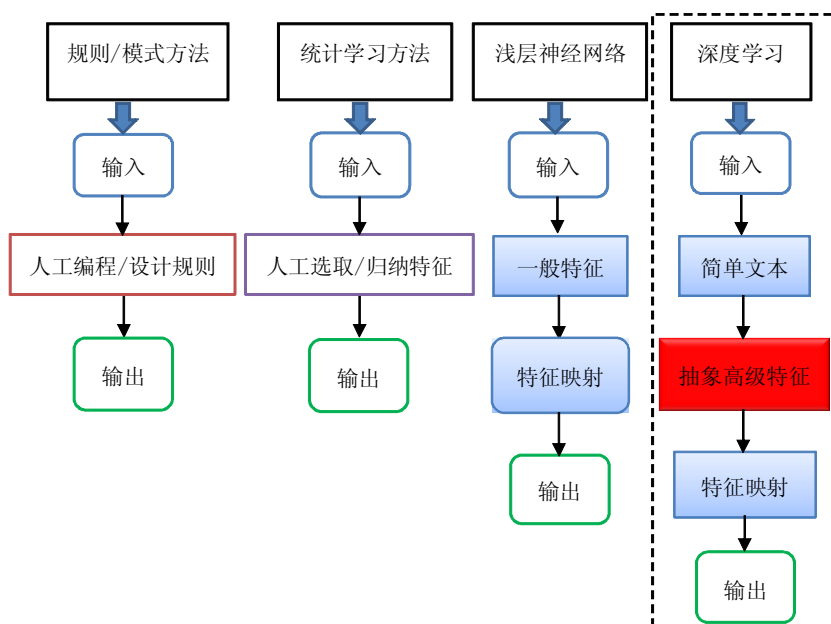 规则/模式方法
输入
人工编程/设计规则
输出
统计学习方法
输入
人工选取/归纳特征
输出
浅层神经网络
输入
一般特征
特征映射
输出
深度学习
输入
简单文本
抽象高级特征
特征映射
输出